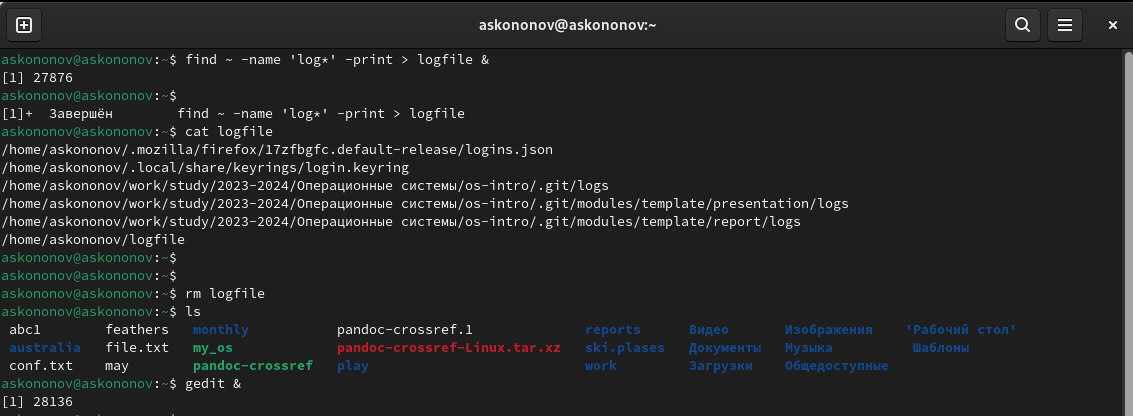 askononov@askononov:~
askononov@askononov:~$ find ~ -name 'log*' -print > logfile &
[1] 27876
askononov@askononov:~$
[1]+  Завершён        find ~ -name 'log*' -print > logfile
askononov@askononov:~$ cat logfile
/home/askononov/.mozilla/firefox/17zfbgfc.default-release/logins.json
/home/askononov/.local/share/keyrings/login.keyring
/home/askononov/work/study/2023-2024/Операционные системы/os-intro/.git/logs
/home/askononov/work/study/2023-2024/Операционные системы/os-intro/.git/modules/template/presentation/logs
/home/askononov/work/study/2023-2024/Операционные системы/os-intro/.git/modules/template/report/logs
/home/askononov/logfile
askononov@askononov:~$
askononov@askononov:~$
askononov@askononov:~$ rm logfile
askononov@askononov:~$ ls
abc1 feathers monthly pandoc-crossref.1 reports Видео Изображения 'Рабочий стол'
australia file.txt my_os pandoc-crossref-Linux.tar.xz ski.plases Документы Музыка Шаблоны
conf.txt may pandoc-crossref play work Загрузки Общедоступные
askononov@askononov:~$ gedit &
[1] 28136